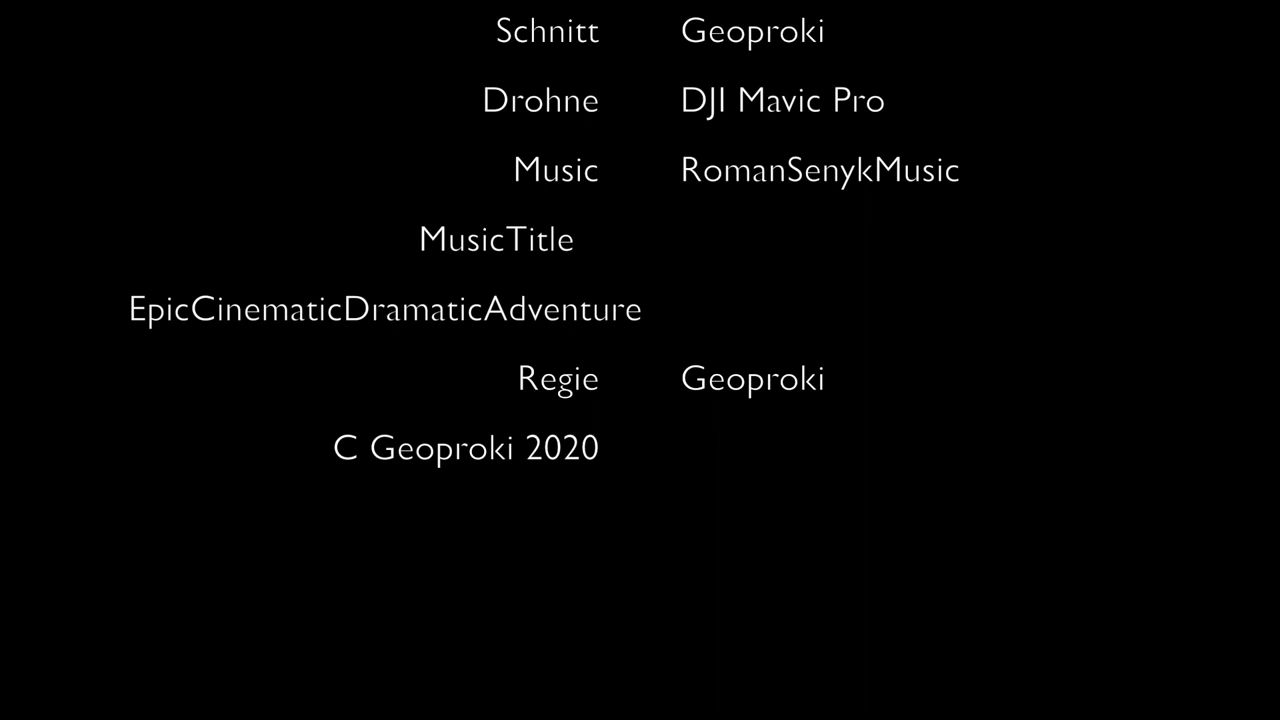 Schnitt Geoproki
Drohne DJI Mavic Pro
Music RomanSenykMusic
MusicTitle
EpicCinematicDramaticAdventure
Regie Geoproki
C Geoproki 2020